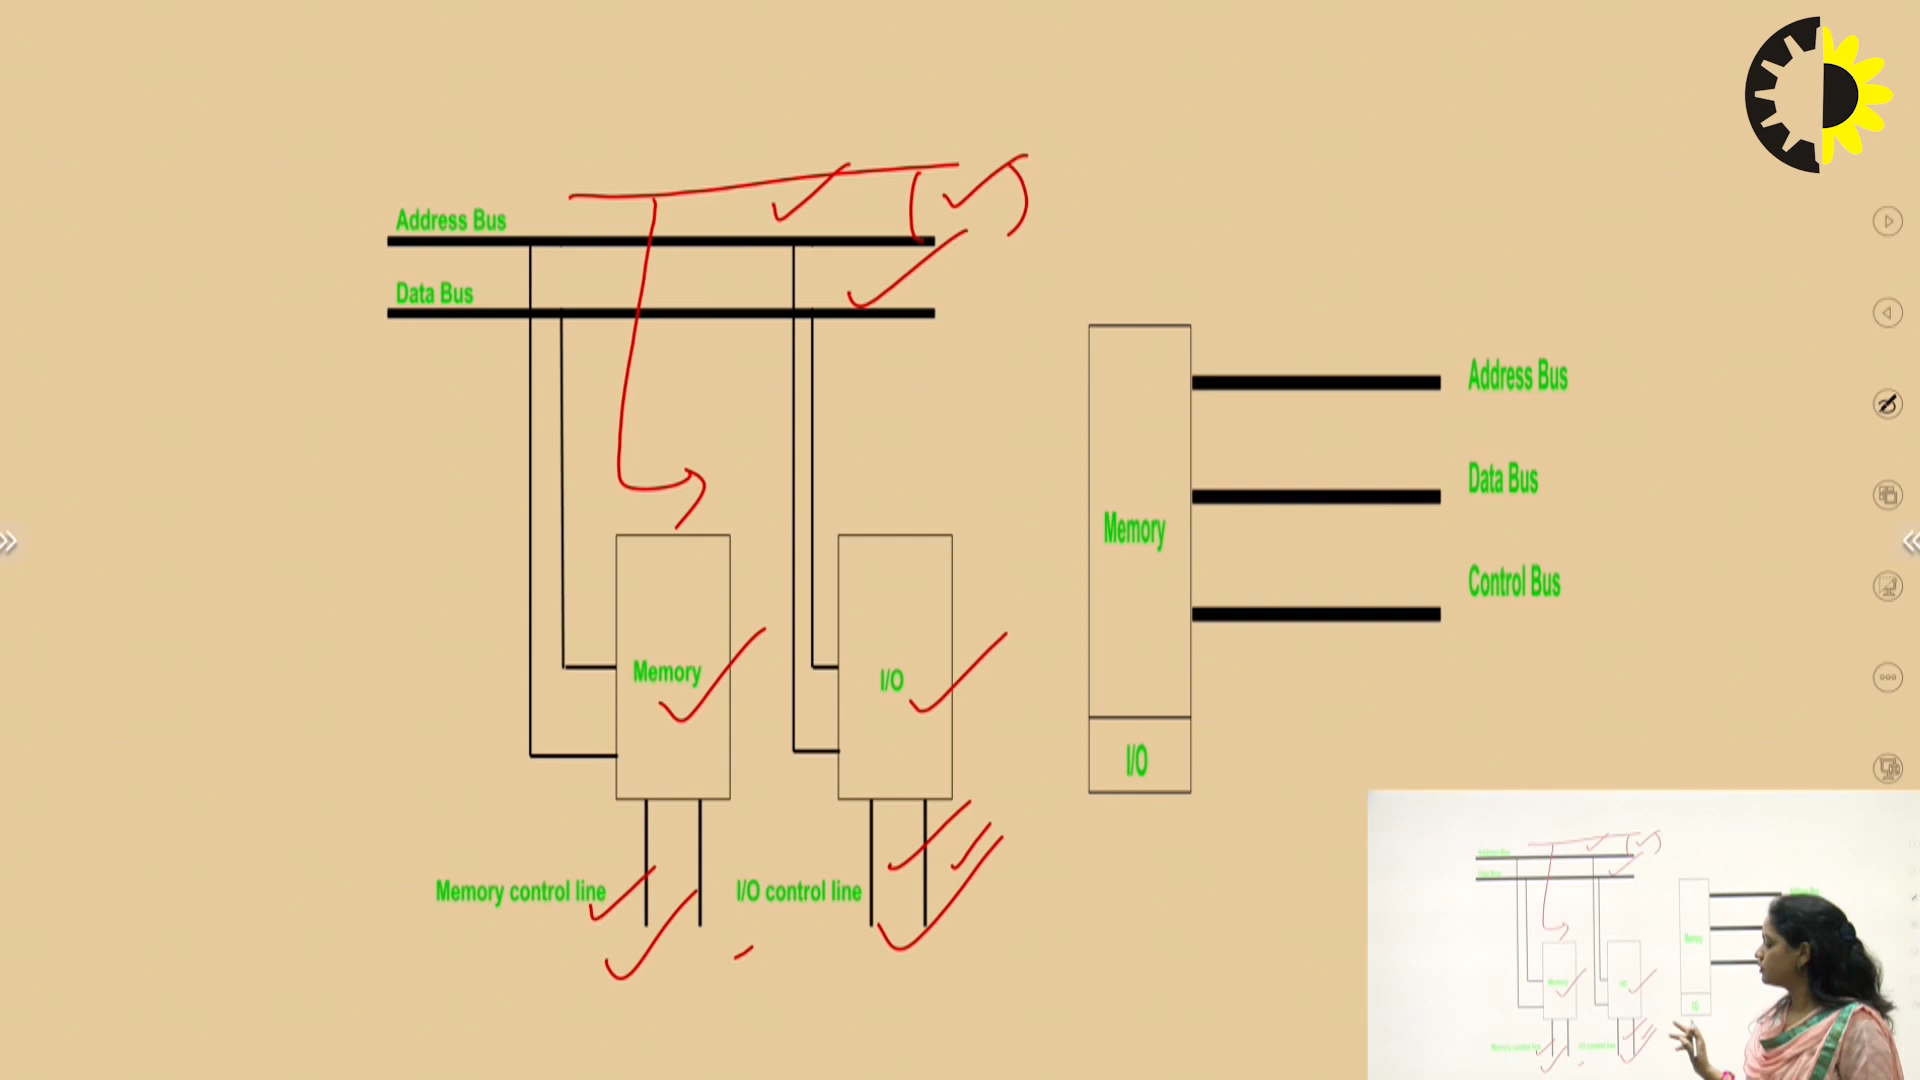 Address Bus
Data Bus
Memory
I/O
Memory control line
I/O control line
Memory
I/O
Address Bus
Data Bus
Control Bus